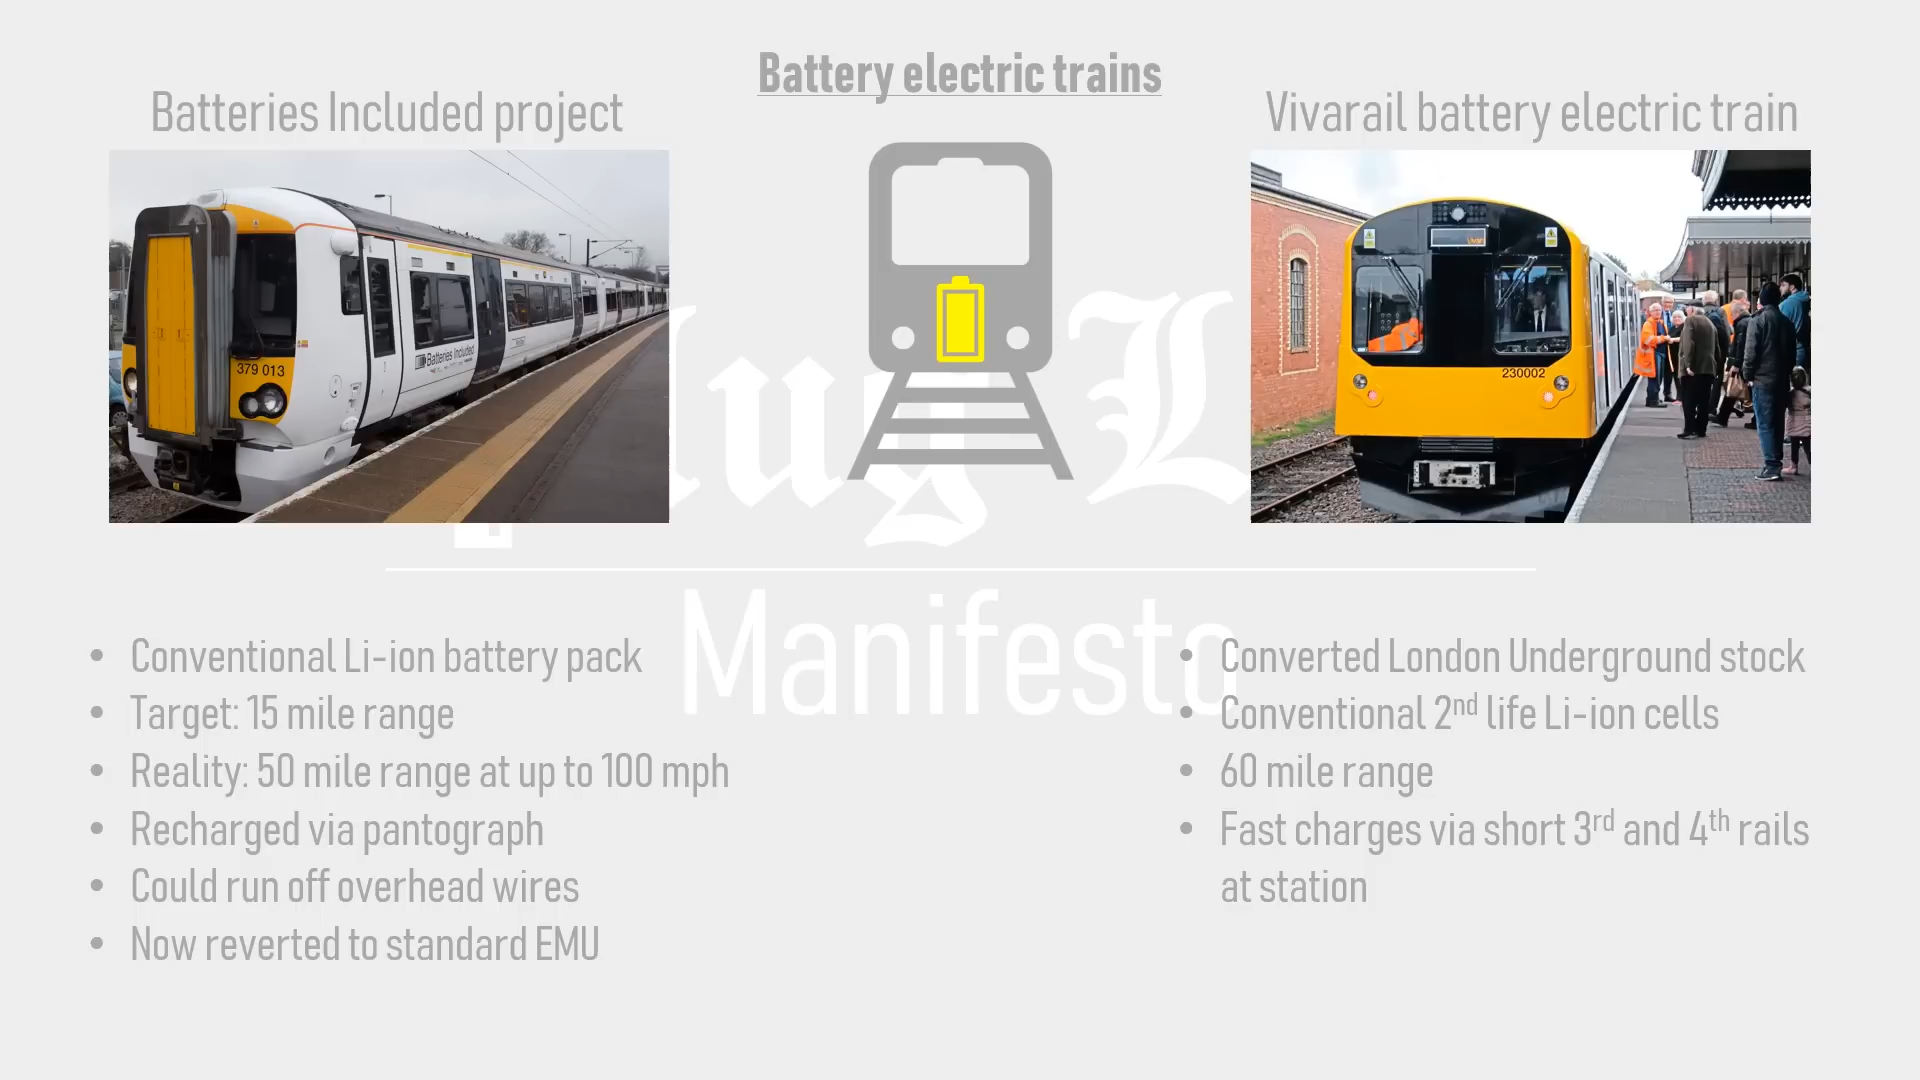 Battery electric trains
Batteries Included project
Vivarail battery electric train
379 013
Batteries Included
230002
lug L
Manifesto
• Conventional Li-ion battery pack
• Target: 15 mile range
• Reality: 50 mile range at up to 100 mph
• Recharged via pantograph
• Could run off overhead wires
• Now reverted to standard EMU
• Converted London Underground stock
• Conventional 2nd life Li-ion cells
• 60 mile range
• Fast charges via short 3rd and 4th rails
at station